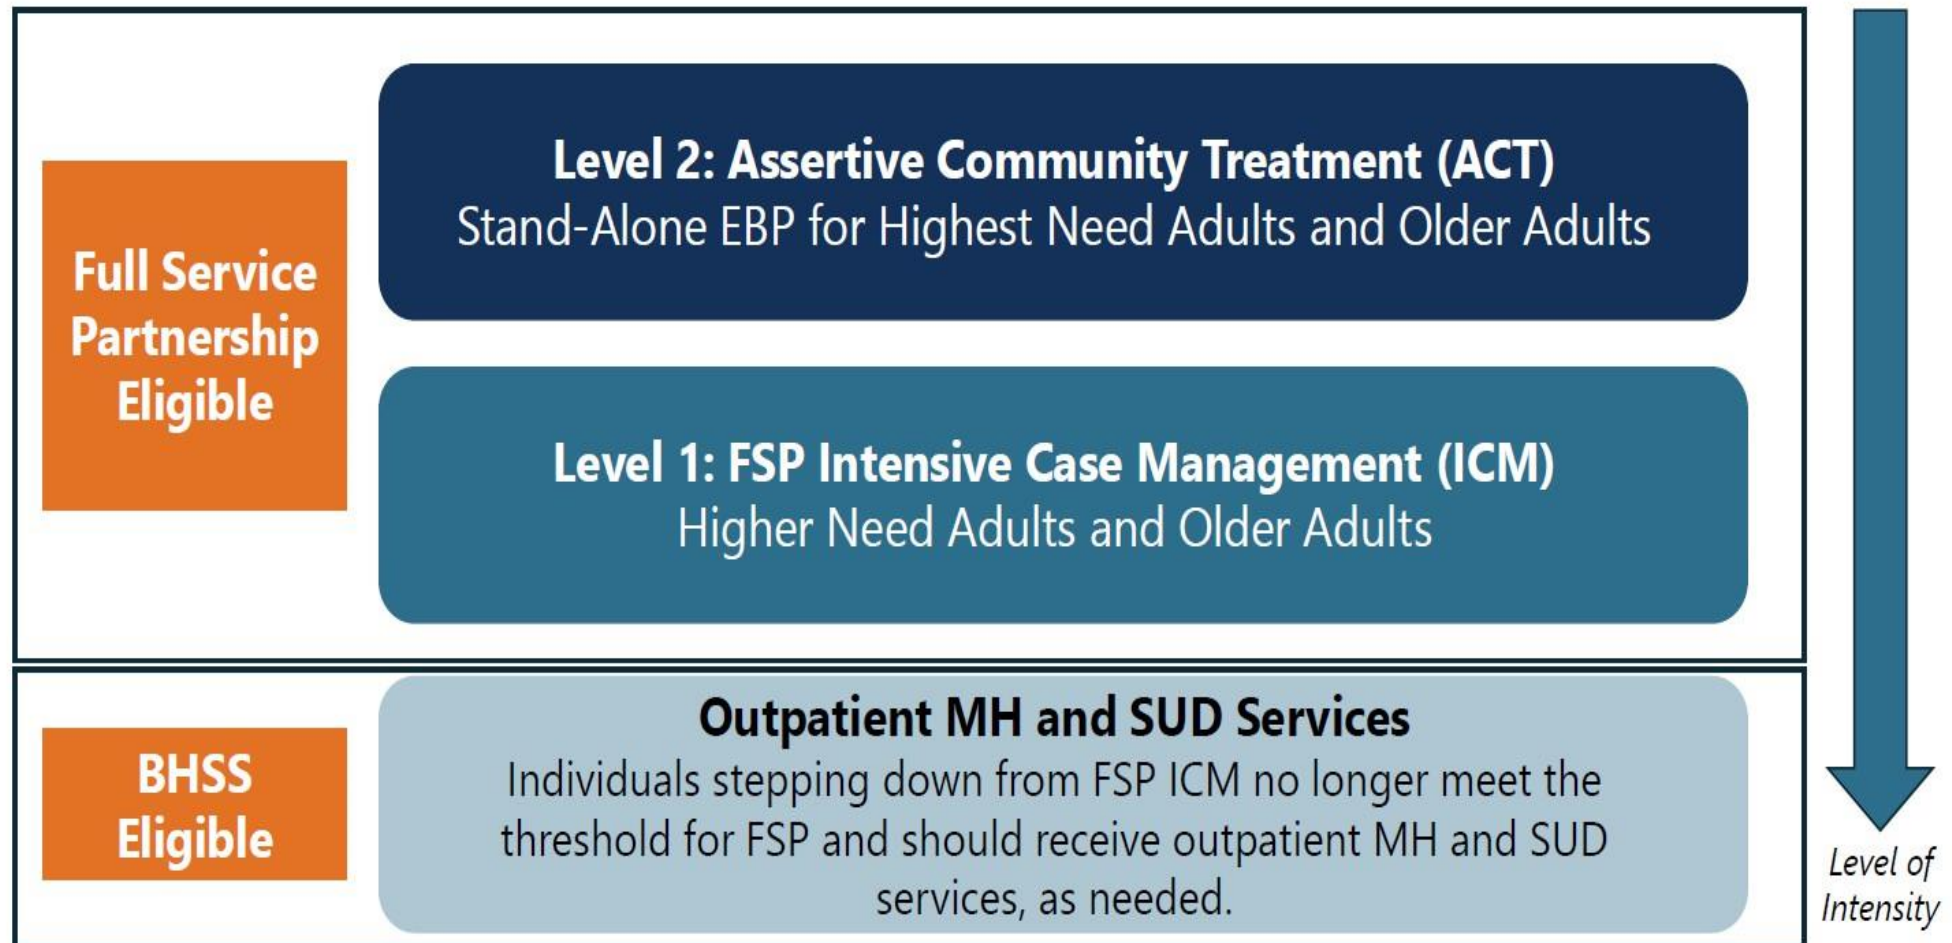 Full Service
Partnership
Eligible
Level 2: Assertive Community Treatment (ACT)
Stand-Alone EBP for Highest Need Adults and Older Adults
Level 1: FSP Intensive Case Management (ICM)
Higher Need Adults and Older Adults
BHSS
Eligible
Outpatient MH and SUD Services
Individuals stepping down from FSP ICM no longer meet the
threshold for FSP and should receive outpatient MH and SUD
services, as needed.
Level of
Intensity